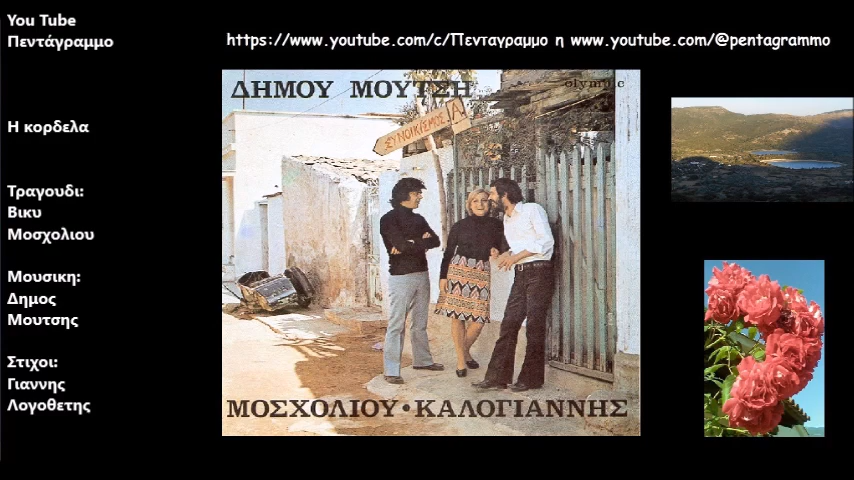 You Tube
Πεντάγραμμο
https://www.youtube.com/c/Πενταγραμμο η www.youtube.com/@pentagrammo
Η κορδελα
Τραγουδι:
Βικυ
Μοσχολιου
Μουσικη:
Δημος
Μουτσης
Στιχοι:
Γιαννης
Λογοθετης
ΔΗΜΟΥ ΜΟΥΤΣΗ
olympic
ΣΥΝΟΙΚΙΣΜΟΣ Α
ΜΟΣΧΟΛΙΟΥ • ΚΑΛΟΓΙΑΝΝΗΣ